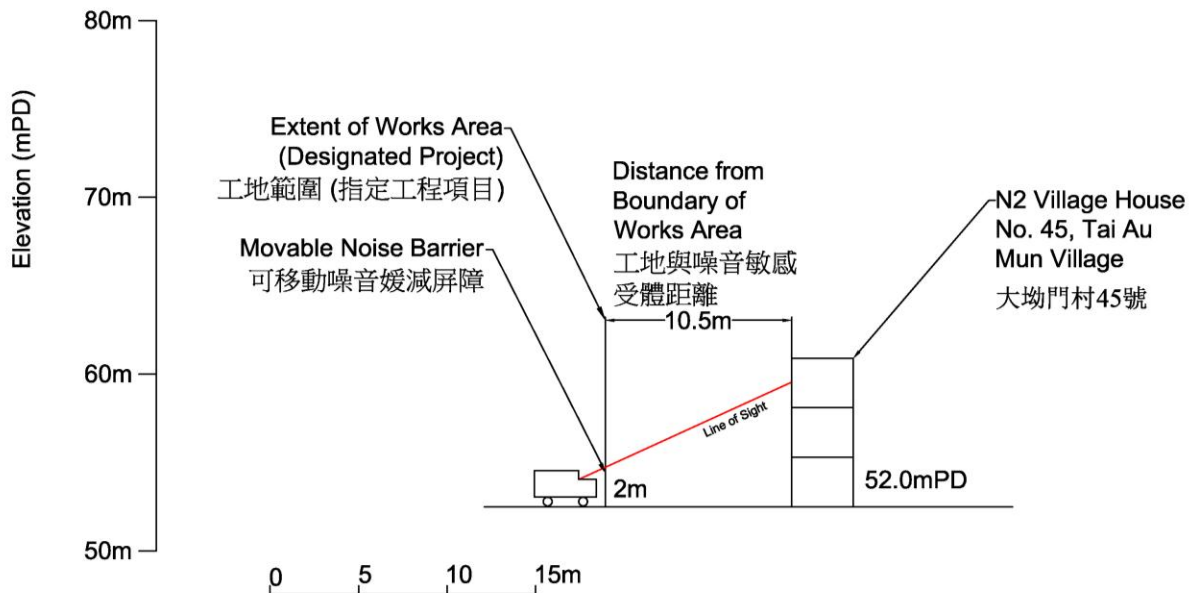 80m
70m
60m
50m
Elevation (mPD)
Extent of Works Area
(Designated Project)
工地範圍 (指定工程項目)
Movable Noise Barrier
可移動噪音媛減屏障
Distance from
Boundary of
Works Area
工地與噪音敏感
受體距離
10.5m
N2 Village House
No. 45, Tai Au
Mun Village
大坳門村45號
Line of Sight
2m
52.0mPD
0 5 10 15m